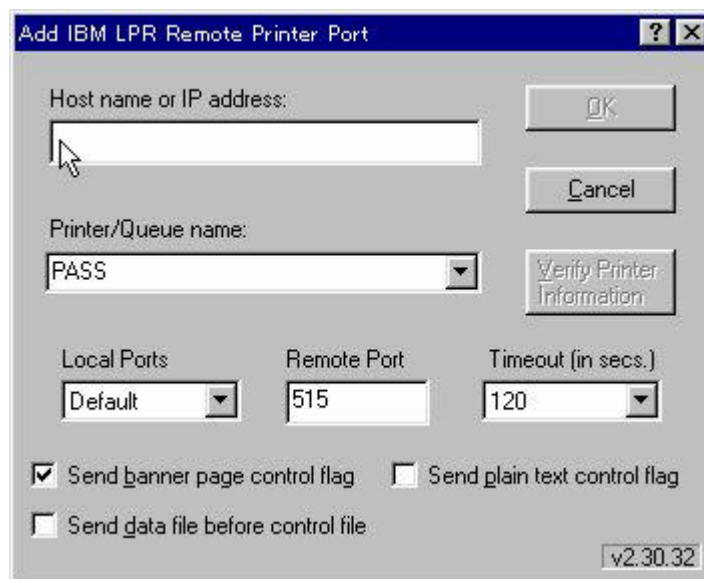 Add IBM LPR Remote Printer Port
Host name or IP address:
OK
Cancel
Printer/Queue name:
PASS
Verify Printer
Information
Local Ports
Remote Port
Timeout (in secs.)
Default
515
120
Send banner page control flag
Send plain text control flag
Send data file before control file
v2.30.32